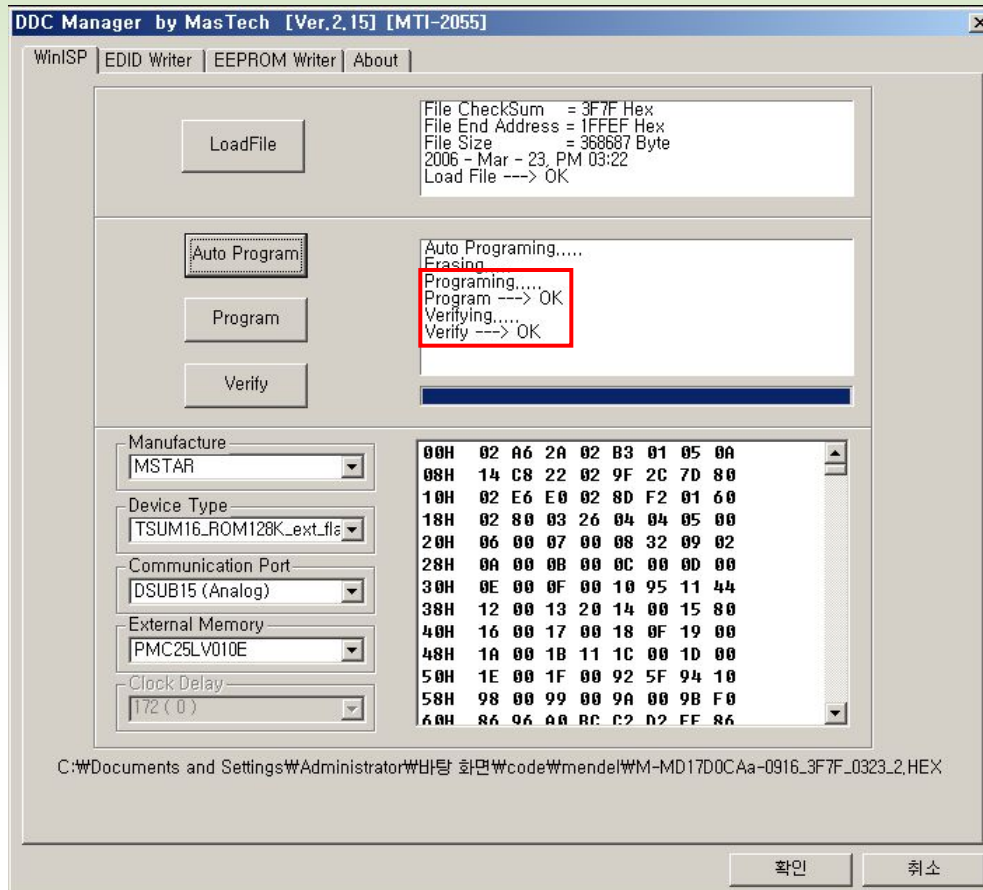 DDC Manager by MasTech [Ver,2,15] [MTI-2055]
WinISP EDID Writer EEPROM Writer About
LoadFile
File CheckSum = 3F7F Hex
File End Address = 1FFEF Hex
File Size = 368687 Byte
2006 - Mar - 23, PM 03:22
Load File ---> OK
Auto Program
Program
Verify
Auto Programing,,,,,
Erasing,,,,,
Programing,,,,,
Program ---> OK
Verifying,,,,,
Verify ---> OK
Manufacture
MSTAR
Device Type
TSUM16_ROM128K_ext_fla
Communication Port
DSUB15 (Analog)
External Memory
PMC25LV010E
Clock Delay
172 ( 0 )
00H 02 A6 2A 02 B3 01 05 0A
08H 14 C8 22 02 9F 2C 7D 80
10H 02 E6 E0 02 8D F2 01 60
18H 02 80 03 26 04 04 05 00
20H 06 00 07 00 08 32 09 02
28H 0A 00 0B 00 0C 00 0D 00
30H 0E 00 0F 00 10 95 11 44
38H 12 00 13 20 14 00 15 80
40H 16 00 17 00 18 0F 19 00
48H 1A 00 1B 11 1C 00 1D 00
50H 1E 00 1F 00 92 5F 94 10
58H 98 00 99 00 9A 00 9B F0
60H 86 96 A0 BC C2 D2 EE 86
C:₩Documents and Settings₩Administrator₩바탕 화면₩code₩mendel₩M-MD17D0CAa-0916_3F7F_0323_2,HEX
확인 취소